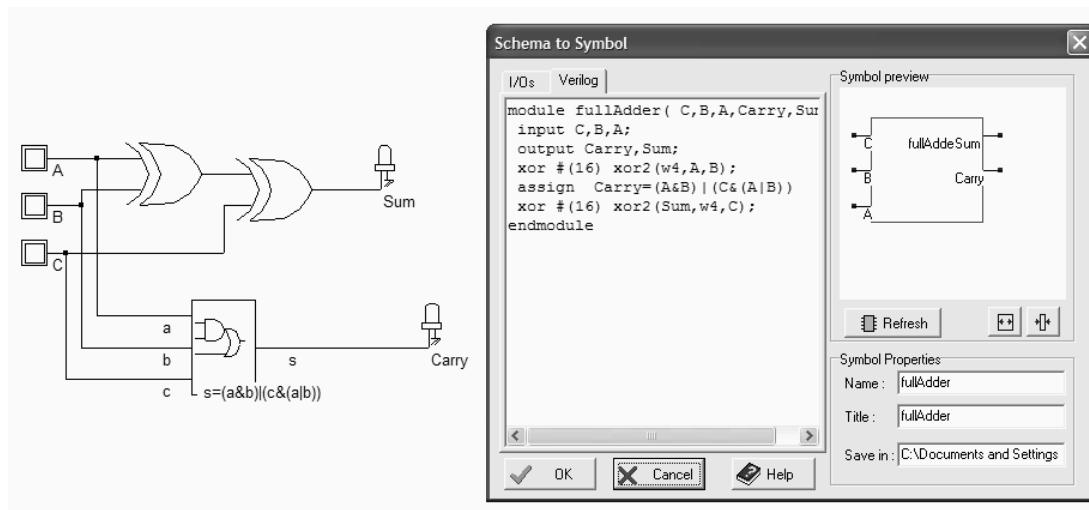 A
B
C
Sum
a
b
c
s
s=(a&b)|(c&(a|b))
Carry
Schema to Symbol
I/Os
Verilog
module fullAdder( C,B,A,Carry,Sum
input C,B,A;
output Carry,Sum;
xor #(16) xor2(w4,A,B);
assign Carry=(A&B)|(C&(A|B))
xor #(16) xor2(Sum,w4,C);
endmodule
OK
Cancel
Help
Symbol preview
C
fullAddeSum
B
Carry
A
Refresh
Symbol Properties
Name :
fullAdder
Title :
fullAdder
Save in :
C:\Documents and Settings